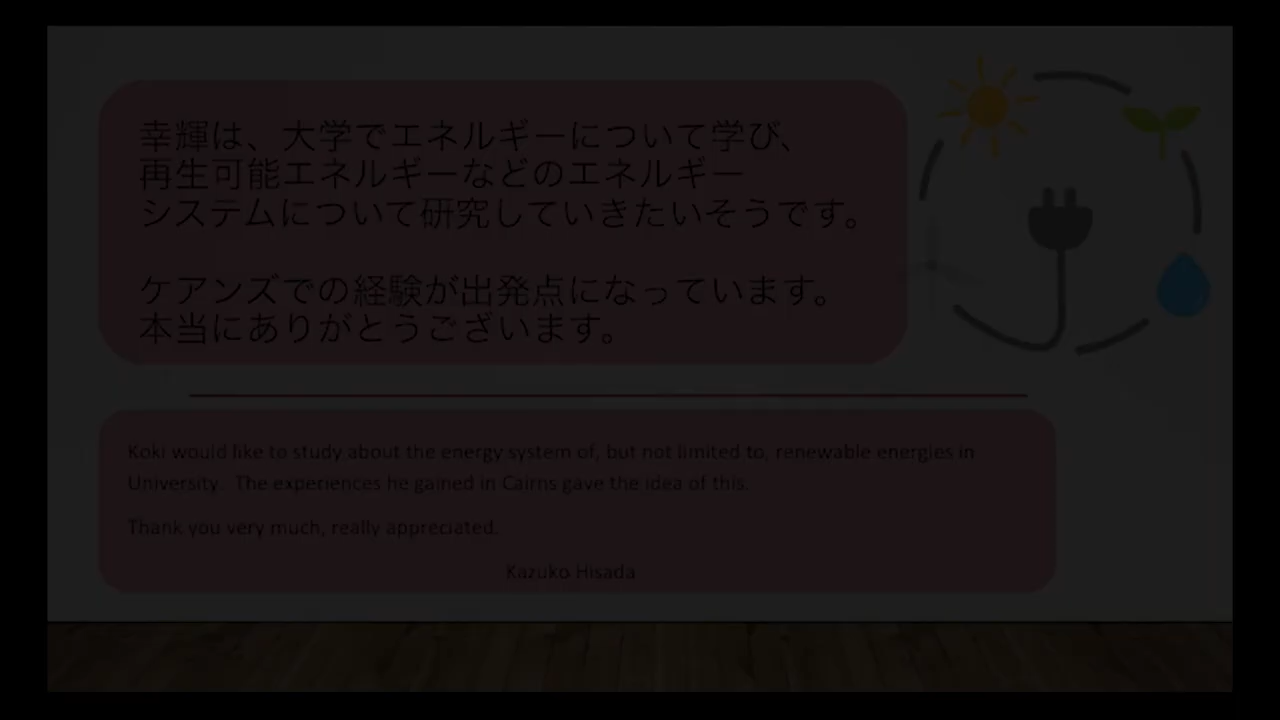 幸輝は、大学でエネルギーについて学び、
再生可能エネルギーなどのエネルギー
システムについて研究していきたいそうです。
ケアンズでの経験が出発点になっています。
本当にありがとうございます。
Koki would like to study about the energy system of, but not limited to, renewable energies in
University. The experiences he gained in Cairns gave the idea of this.
Thank you very much, really appreciated.
Kazuko Hisada